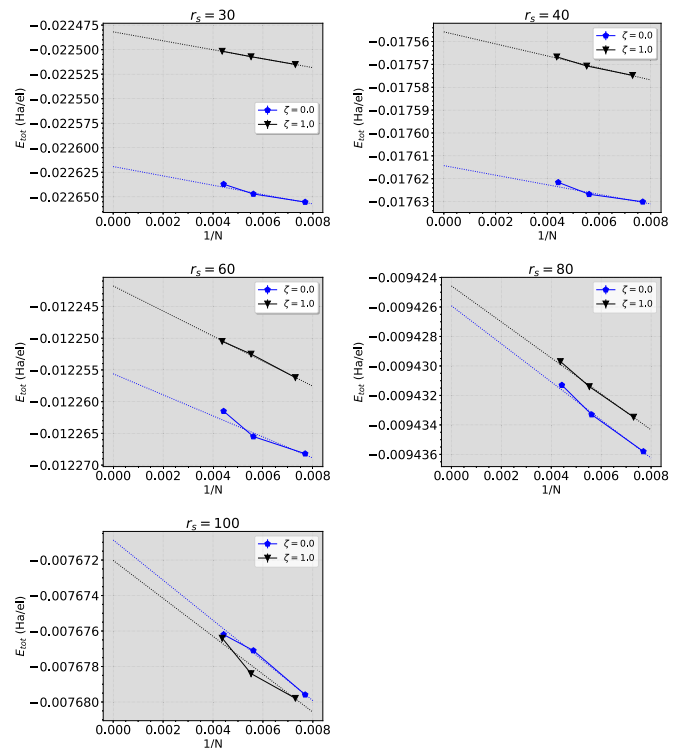 r_s = 30
r_s = 40
−0.022475
−0.022500
−0.022525
−0.022550
−0.022575
−0.022600
−0.022625
−0.022650
E_tot (Ha/el)
ζ = 0.0
ζ = 1.0
0.000 0.002 0.004 0.006 0.008
1/N
−0.01756
−0.01757
−0.01758
−0.01759
−0.01760
−0.01761
−0.01762
−0.01763
E_tot (Ha/el)
ζ = 0.0
ζ = 1.0
0.000 0.002 0.004 0.006 0.008
1/N
r_s = 60
r_s = 80
−0.012245
−0.012250
−0.012255
−0.012260
−0.012265
−0.012270
E_tot (Ha/el)
ζ = 0.0
ζ = 1.0
0.000 0.002 0.004 0.006 0.008
1/N
−0.009424
−0.009426
−0.009428
−0.009430
−0.009432
−0.009434
−0.009436
E_tot (Ha/el)
ζ = 0.0
ζ = 1.0
0.000 0.002 0.004 0.006 0.008
1/N
r_s = 100
−0.007672
−0.007674
−0.007676
−0.007678
−0.007680
E_tot (Ha/el)
ζ = 0.0
ζ = 1.0
0.000 0.002 0.004 0.006 0.008
1/N